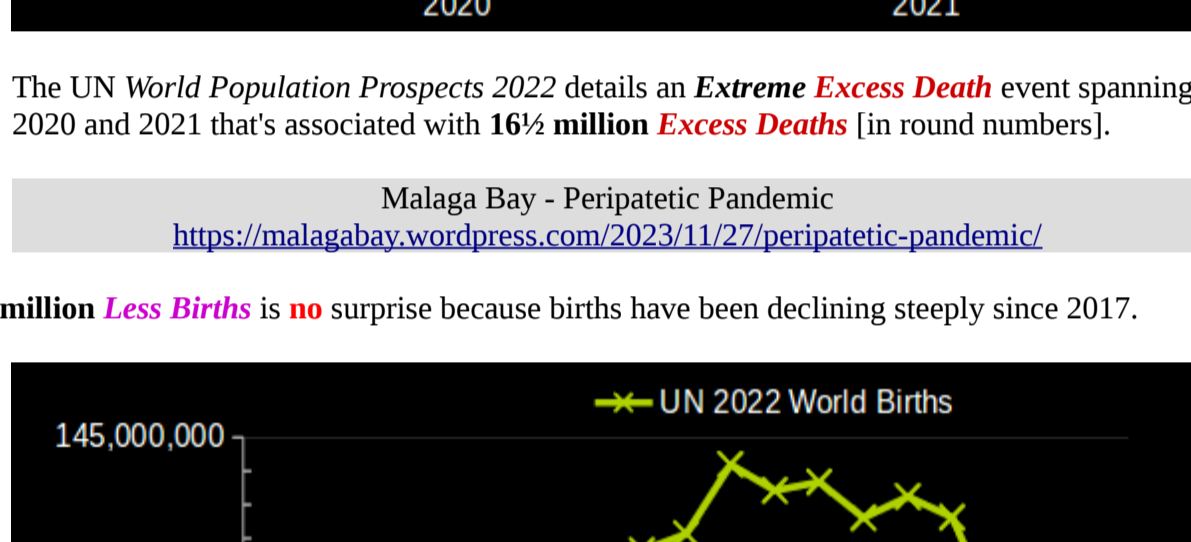 2020 2021
The UN World Population Prospects 2022 details an Extreme Excess Death event spanning
2020 and 2021 that's associated with 16½ million Excess Deaths [in round numbers].
Malaga Bay - Peripatetic Pandemic
https://malagabay.wordpress.com/2023/11/27/peripatetic-pandemic/
million Less Births is no surprise because births have been declining steeply since 2017.
UN 2022 World Births
145,000,000